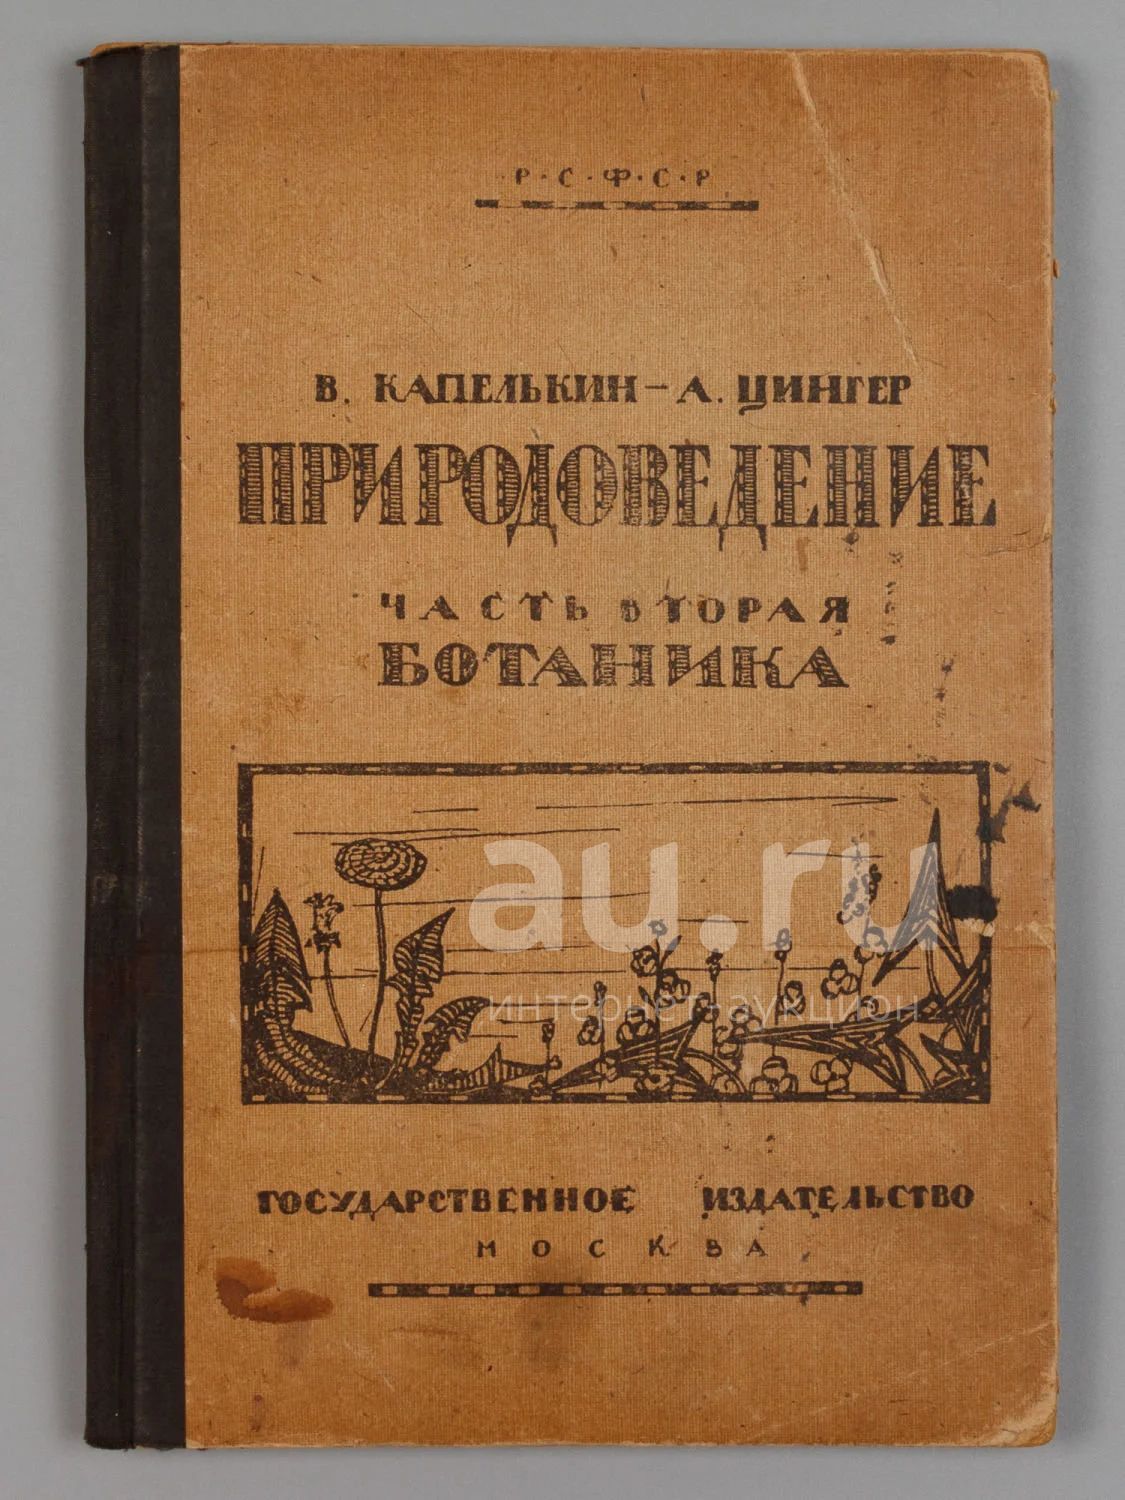 Р·С·Ф·С·Р
В. КАПЕЛЬКИН — А. ЦИНГЕР
ПРИРОДОВЕДЕНИЕ
ЧАСТЬ ВТОРАЯ
БОТАНИКА
au.ru
интернет-аукцион
ГОСУДАРСТВЕННОЕ ИЗДАТЕЛЬСТВО
МОСКВА